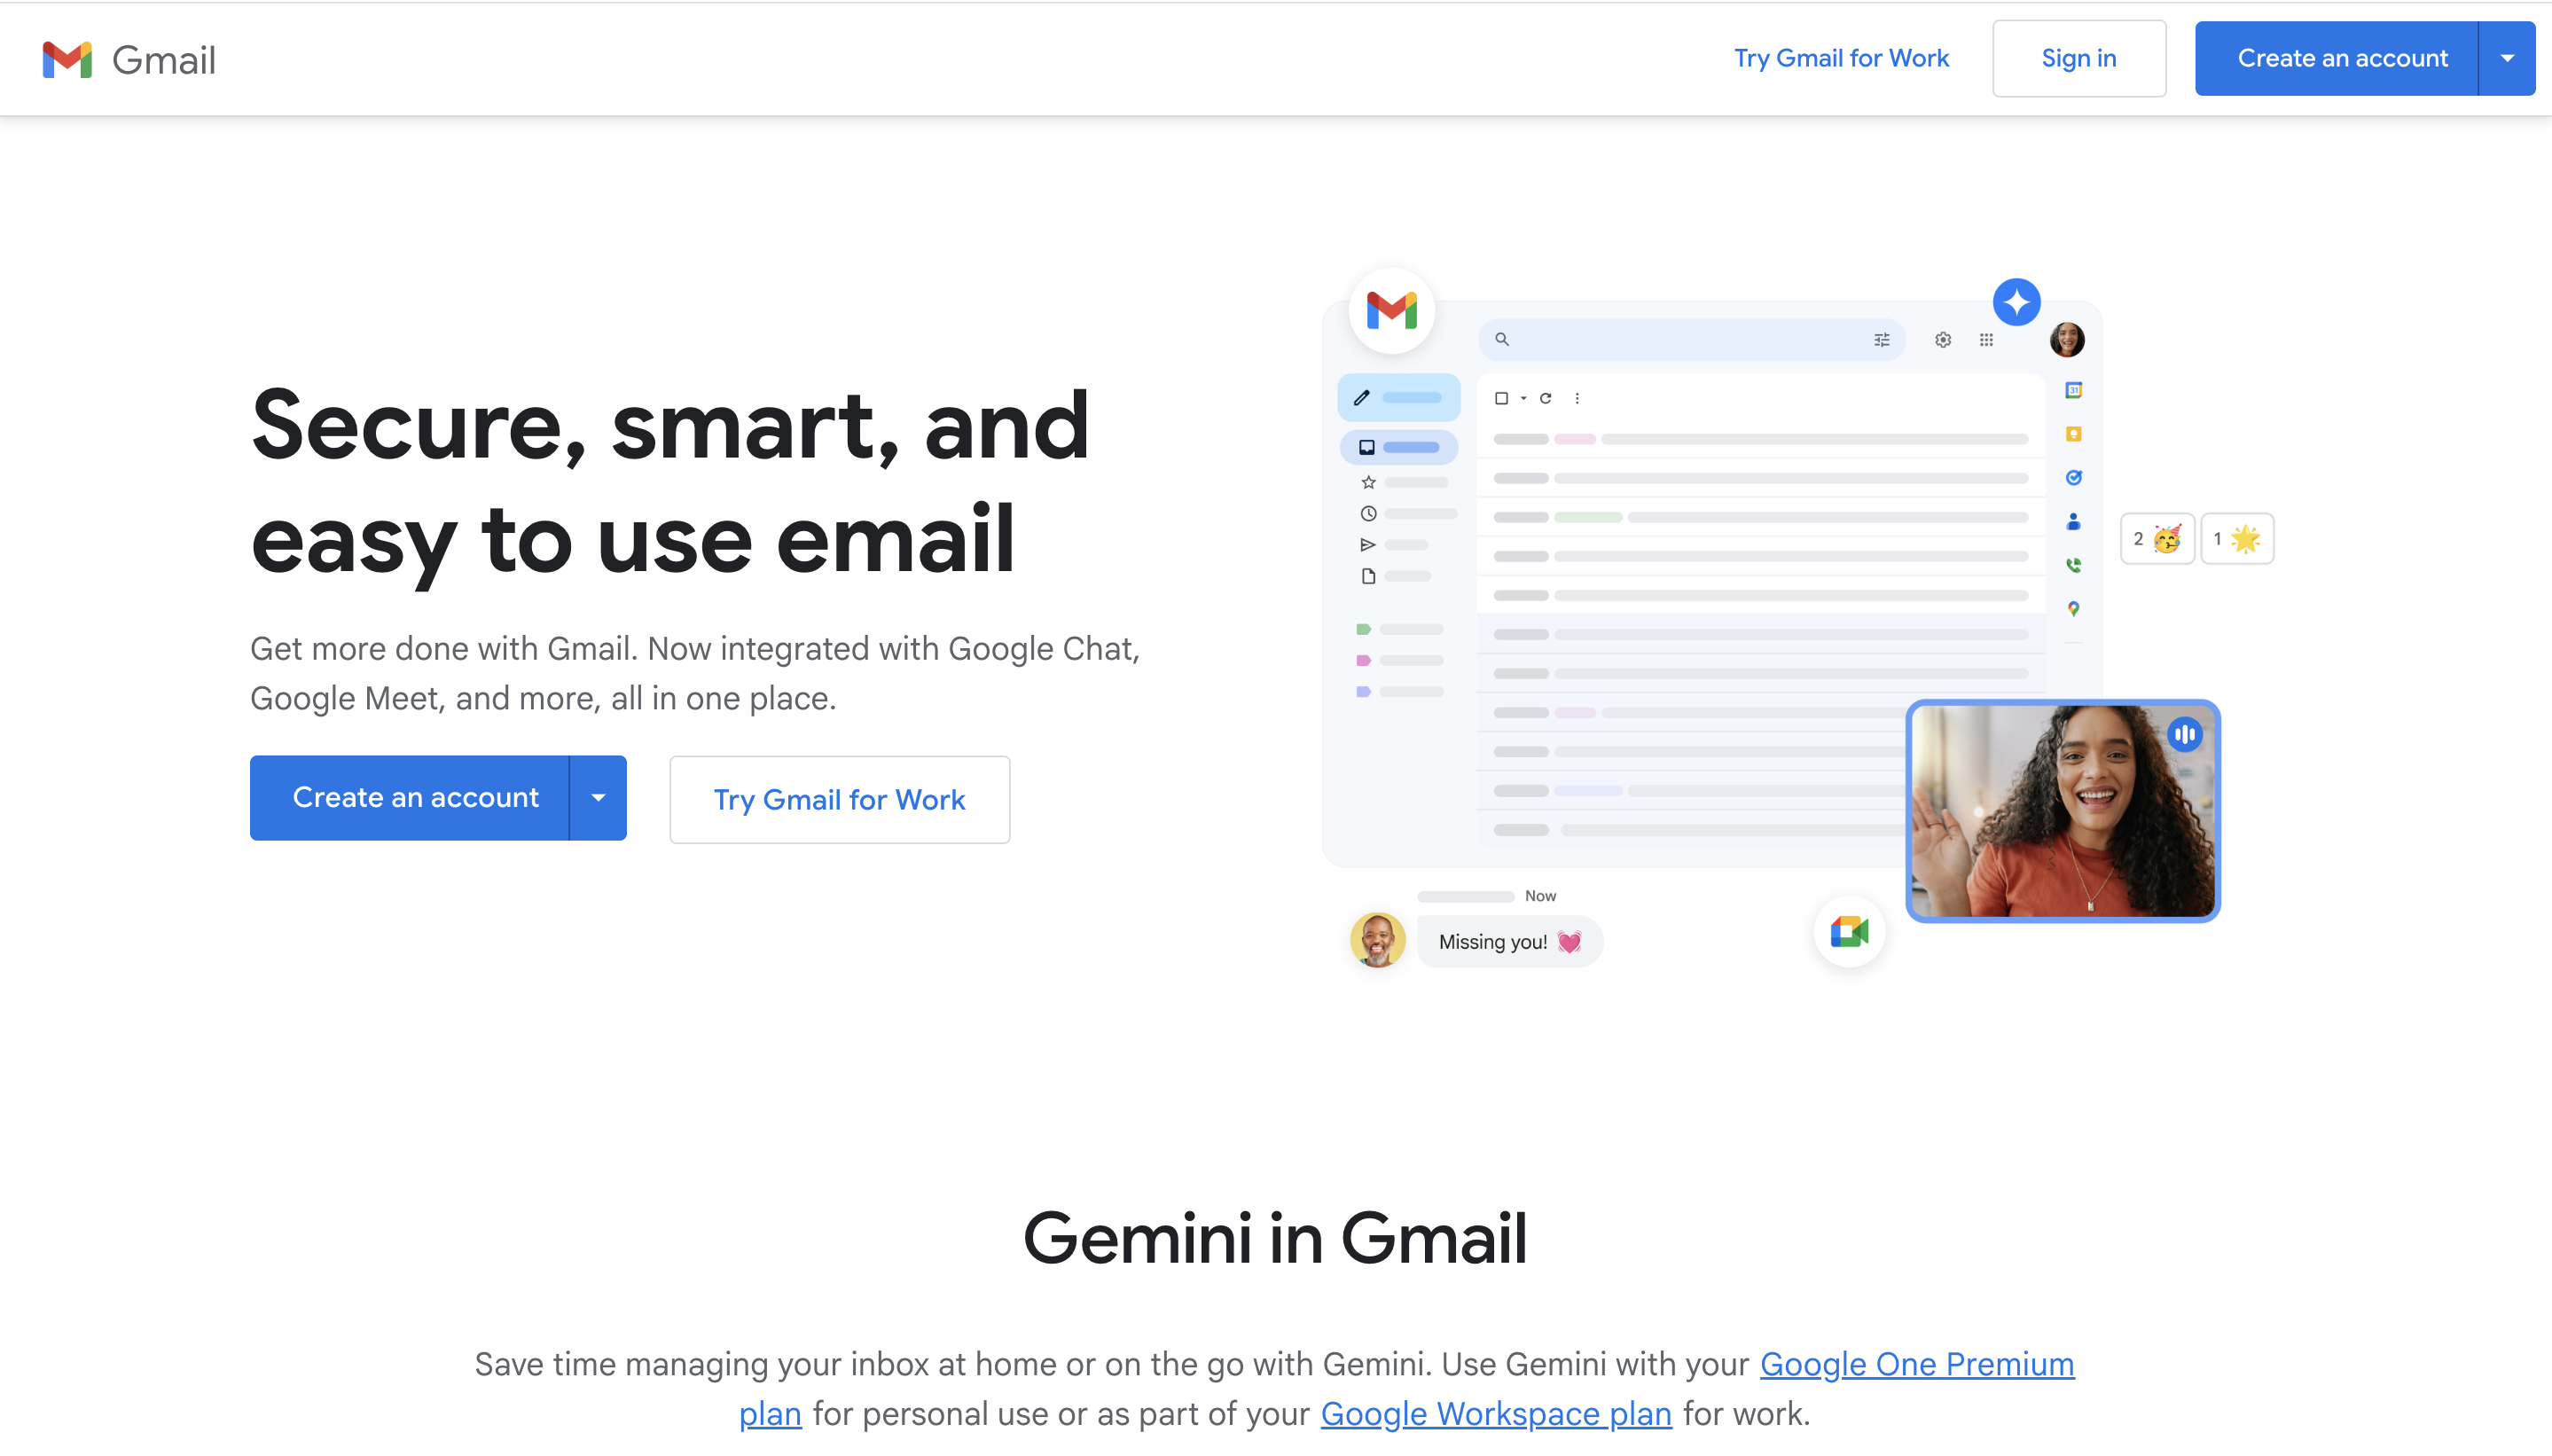 Gmail
Try Gmail for Work
Sign in
Create an account
Secure, smart, and
easy to use email
Get more done with Gmail. Now integrated with Google Chat,
Google Meet, and more, all in one place.
Create an account
Try Gmail for Work
31
2 🥳
1 🌟
Now
Missing you! 💓
Gemini in Gmail
Save time managing your inbox at home or on the go with Gemini. Use Gemini with your Google One Premium
plan for personal use or as part of your Google Workspace plan for work.